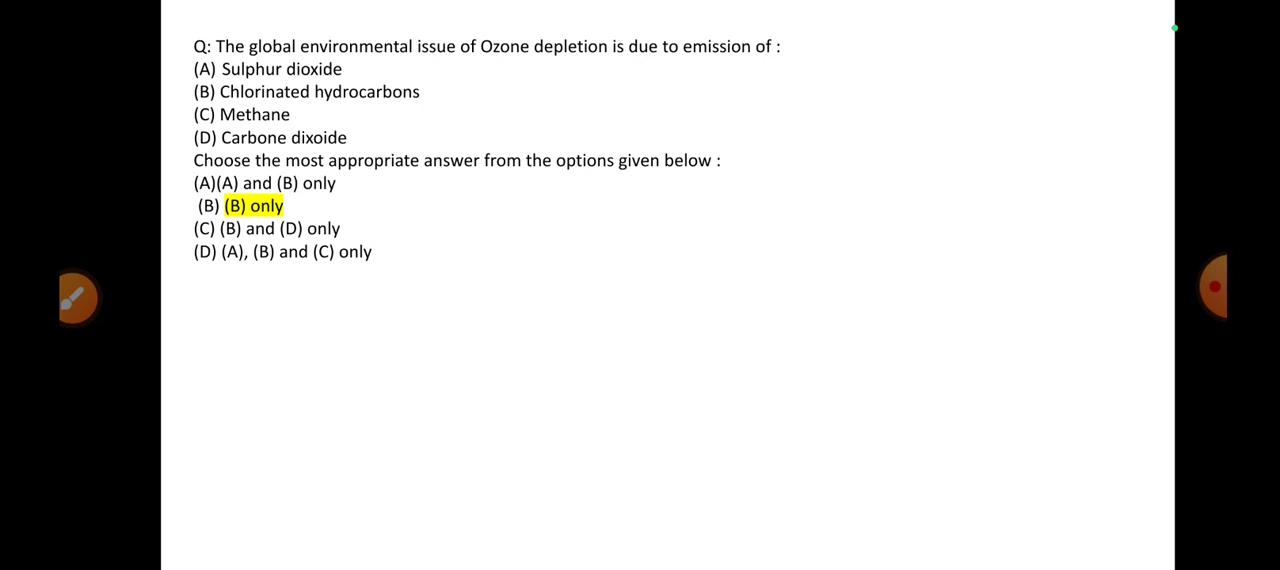 Q: The global environmental issue of Ozone depletion is due to emission of :
(A) Sulphur dioxide
(B) Chlorinated hydrocarbons
(C) Methane
(D) Carbone dixoide
Choose the most appropriate answer from the options given below :
(A)(A) and (B) only
(B) (B) only
(C) (B) and (D) only
(D) (A), (B) and (C) only